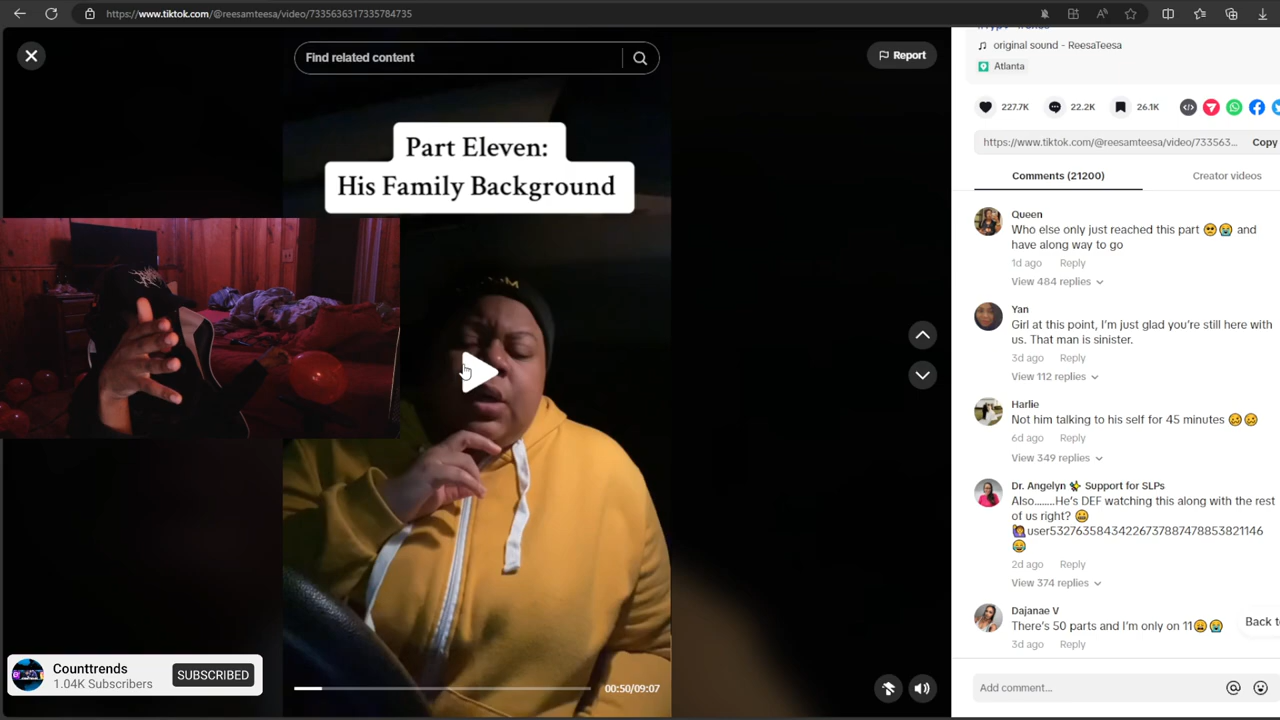 https://www.tiktok.com/@reesamteesa/video/7335636317335784735
Find related content
Report
Part Eleven:
His Family Background
00:50/09:07
Counttrends
1.04K Subscribers
SUBSCRIBED
original sound - ReesaTeesa
Atlanta
227.7K
22.2K
26.1K
https://www.tiktok.com/@reesamteesa/video/733563...
Copy
Comments (21200)
Creator videos
Queen
Who else only just reached this part 🥺😭 and
have along way to go
1d ago Reply
View 484 replies
Yan
Girl at this point, I'm just glad you're still here with
us. That man is sinister.
3d ago Reply
View 112 replies
Harlie
Not him talking to his self for 45 minutes 🥴🥴
6d ago Reply
View 349 replies
Dr. Angelyn ✨ Support for SLPs
Also........He's DEF watching this along with the rest
of us right? 😬
🙋user53276358434226737887478853821146
😂
2d ago Reply
View 374 replies
Dajanae V
There's 50 parts and I'm only on 11😩😭
3d ago Reply
Back to
Add comment...